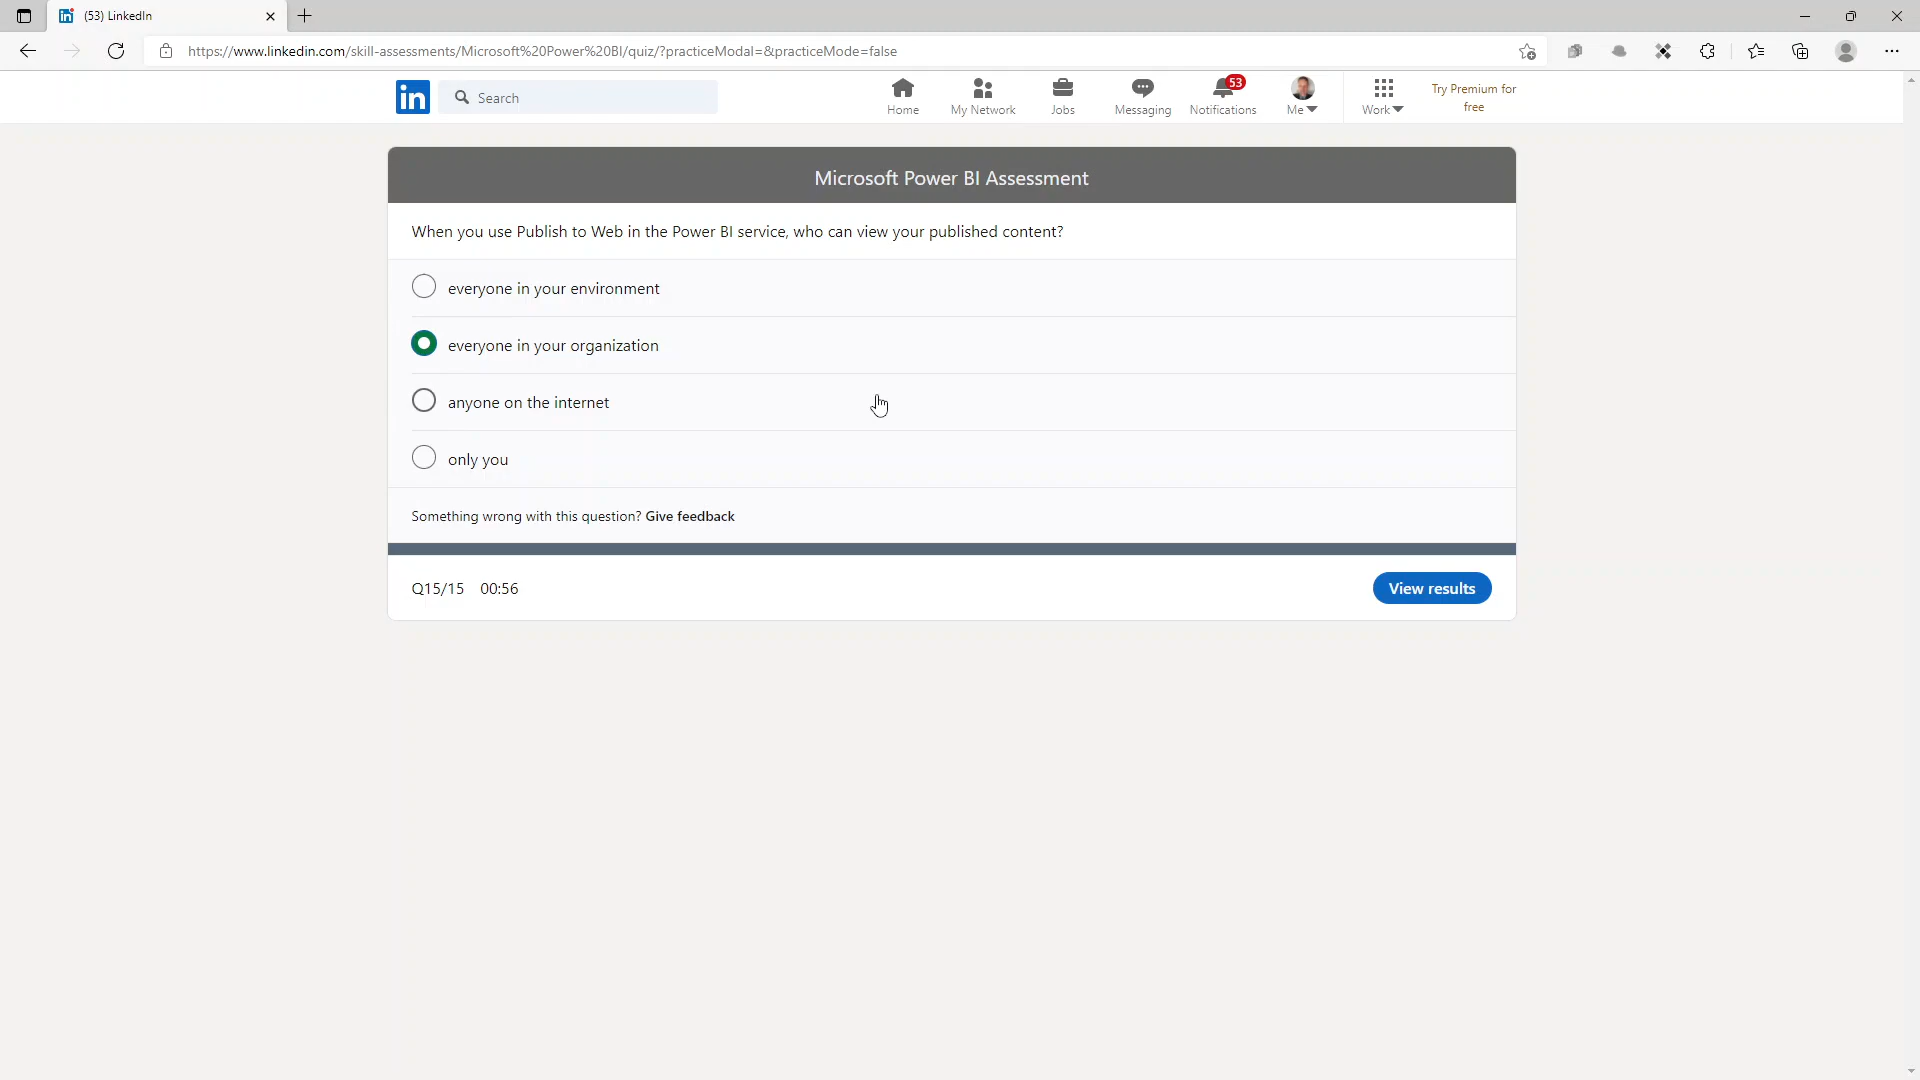 (53) LinkedIn
https://www.linkedin.com/skill-assessments/Microsoft%20Power%20BI/quiz/?practiceModal=&practiceMode=false
in
Search
Home
My Network
Jobs
Messaging
53
Notifications
Me
Work
Try Premium for
free
Microsoft Power BI Assessment
When you use Publish to Web in the Power BI service, who can view your published content?
everyone in your environment
everyone in your organization
anyone on the internet
only you
Something wrong with this question? Give feedback
Q15/15 00:56
View results